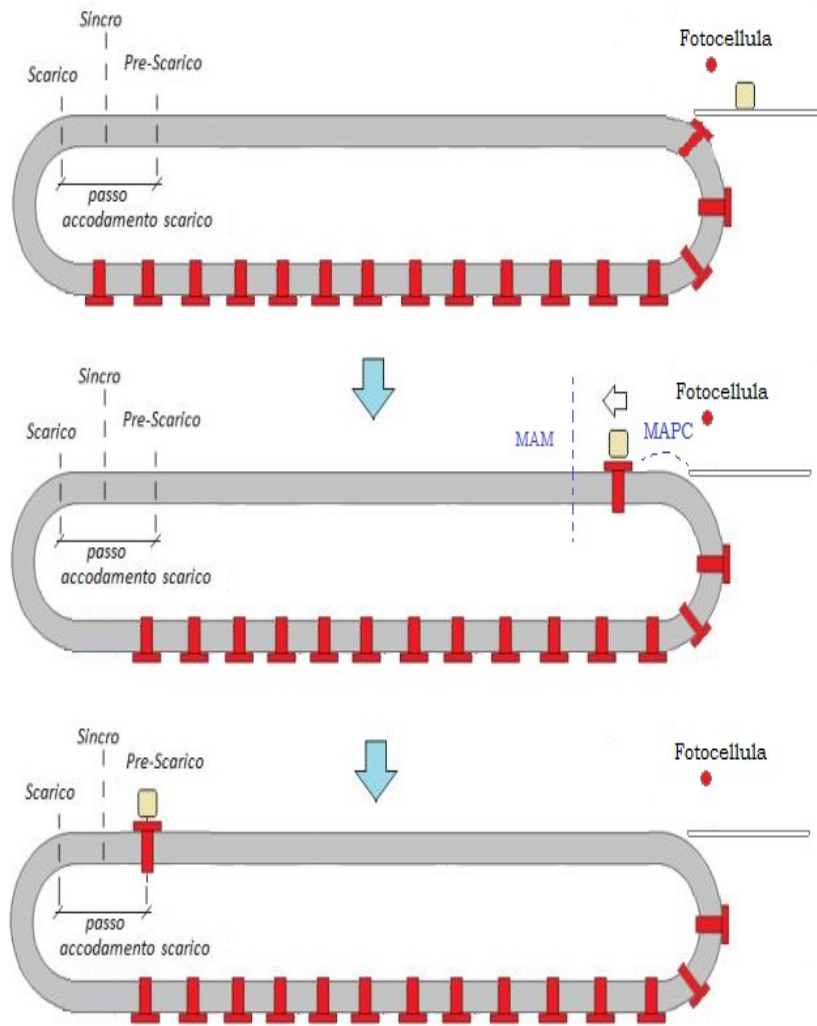 Sincro
Fotocellula
Scarico
Pre-Scarico
passo
accodamento scarico
Sincro
Fotocellula
Scarico
Pre-Scarico
MAM
MAPC
passo
accodamento scarico
Sincro
Fotocellula
Pre-Scarico
Scarico
passo
accodamento scarico